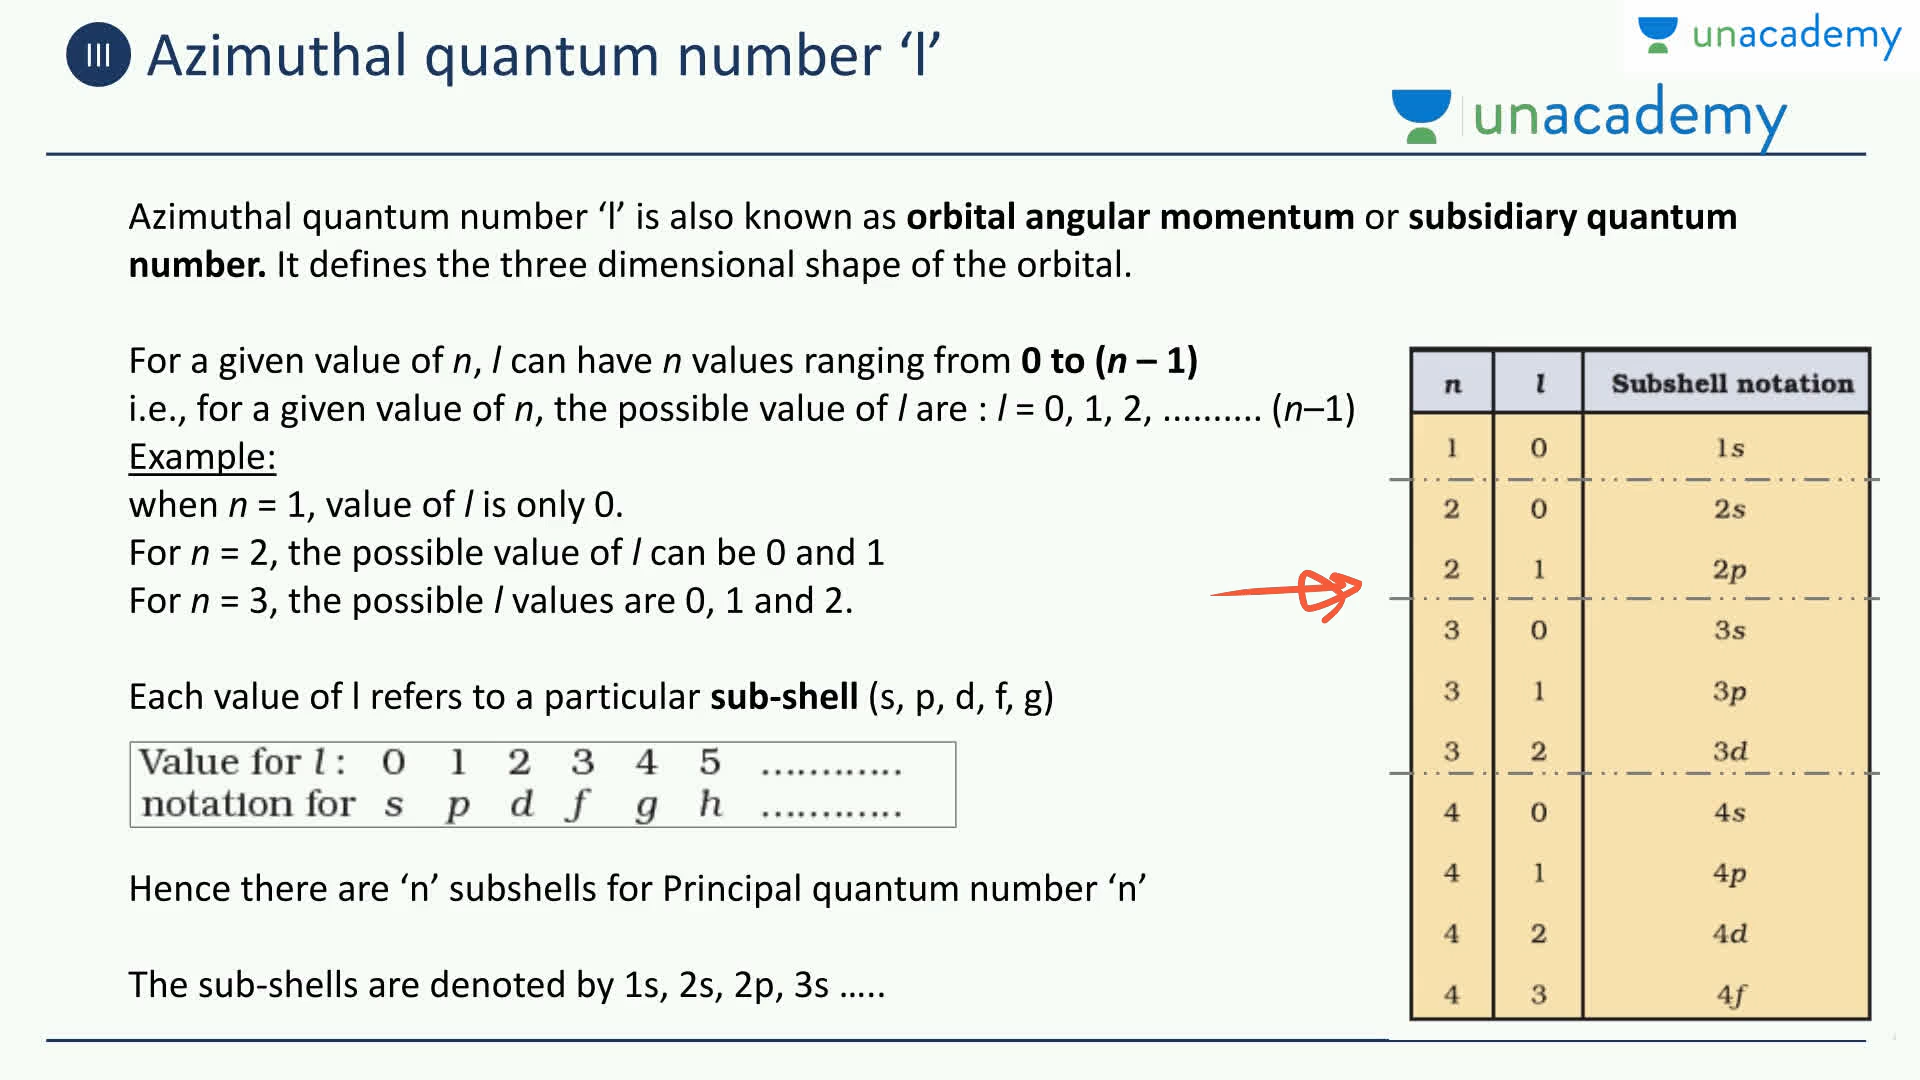 III Azimuthal quantum number ‘l’
unacademy
unacademy
Azimuthal quantum number ‘l’ is also known as orbital angular momentum or subsidiary quantum
number. It defines the three dimensional shape of the orbital.
For a given value of n, l can have n values ranging from 0 to (n – 1)
i.e., for a given value of n, the possible value of l are : l = 0, 1, 2, .......... (n–1)
Example:
when n = 1, value of l is only 0.
For n = 2, the possible value of l can be 0 and 1
For n = 3, the possible l values are 0, 1 and 2.
Each value of l refers to a particular sub-shell (s, p, d, f, g)
Value for l : 0 1 2 3 4 5 ............
notation for s p d f g h ............
Hence there are ‘n’ subshells for Principal quantum number ‘n’
The sub-shells are denoted by 1s, 2s, 2p, 3s …..
n l Subshell notation
1 0 1s
2 0 2s
2 1 2p
3 0 3s
3 1 3p
3 2 3d
4 0 4s
4 1 4p
4 2 4d
4 3 4f